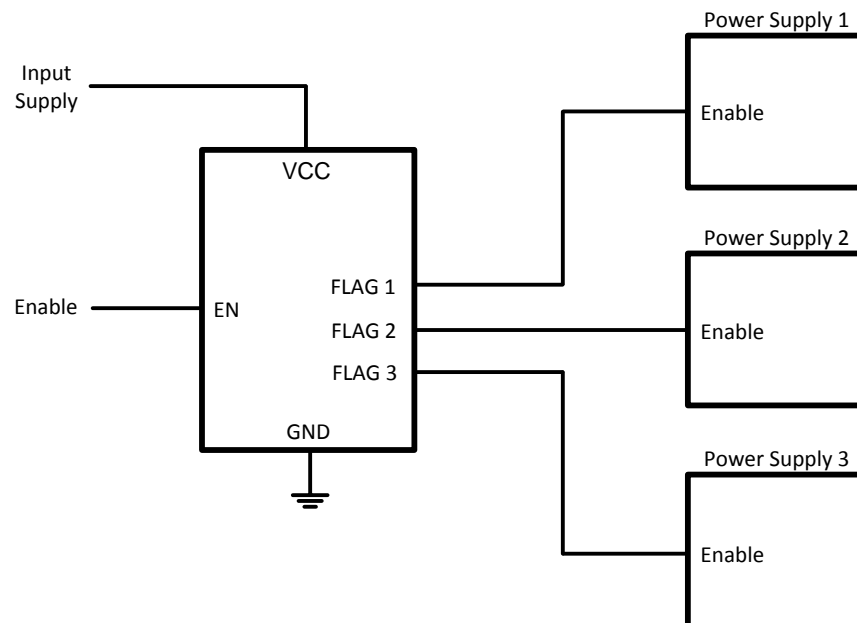 Power Supply 1
Input
Supply
Enable
VCC
Power Supply 2
FLAG 1
Enable
EN
FLAG 2
Enable
FLAG 3
GND
Power Supply 3
Enable